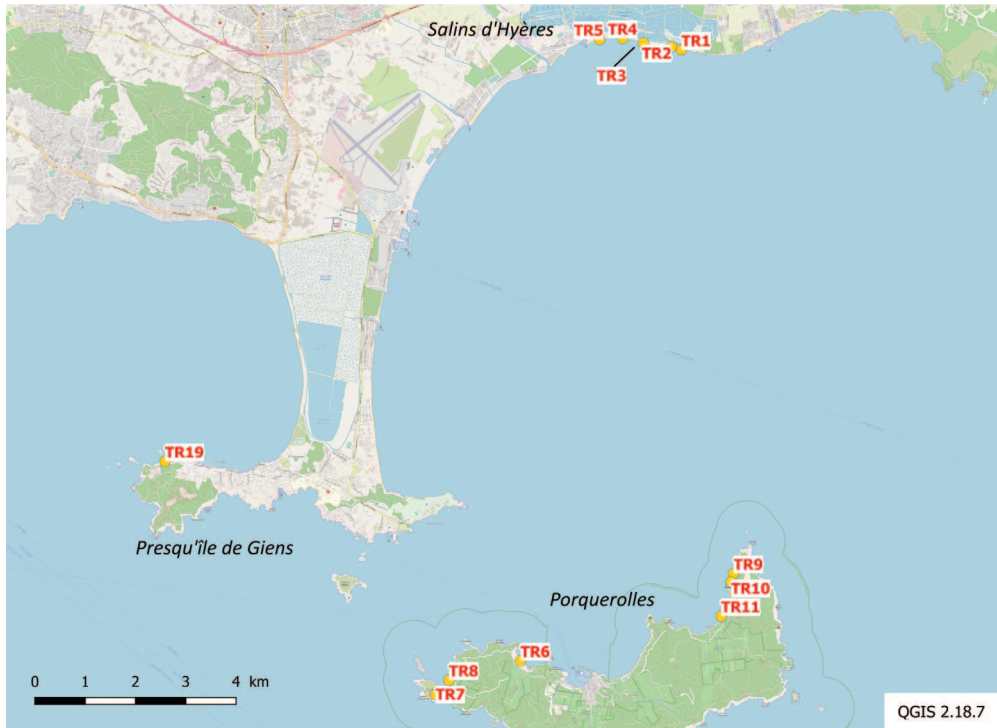 Salins d'Hyères
TR5
TR4
TR3
TR2
TR1
TR19
Presqu'île de Giens
Porquerolles
TR9
TR10
TR11
TR6
TR8
TR7
0 1 2 3 4 km
QGIS 2.18.7